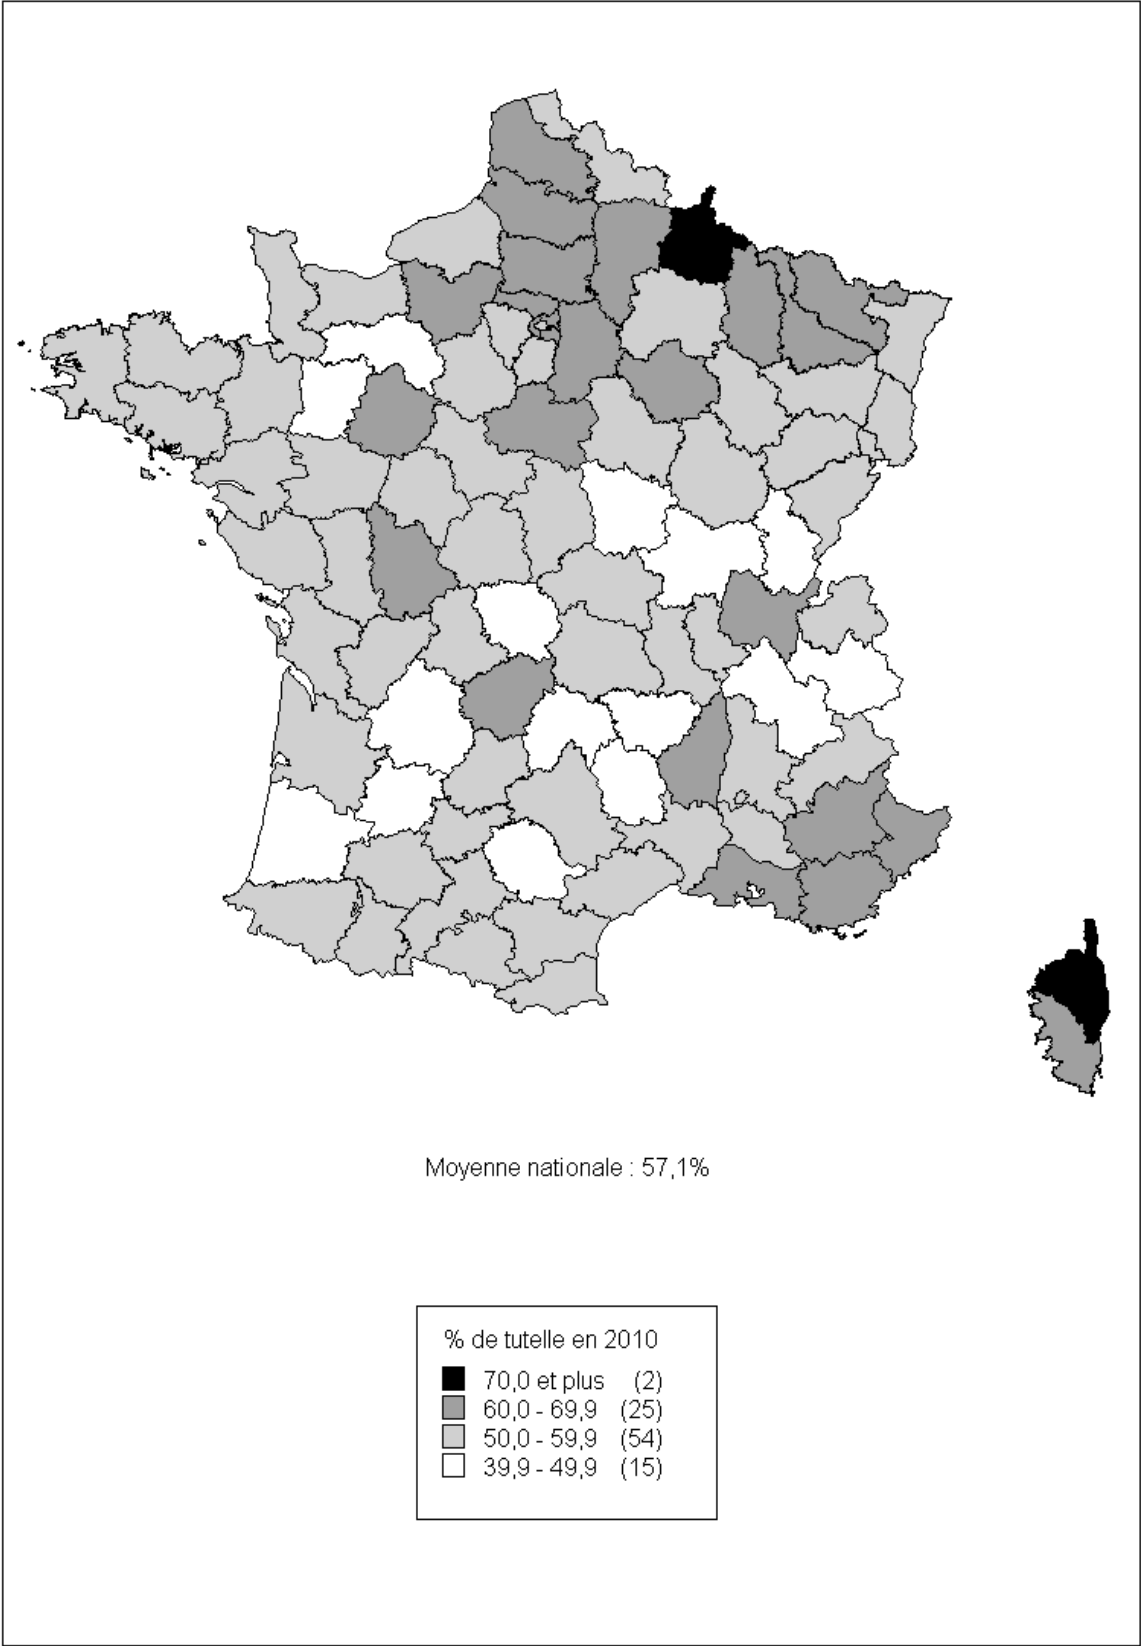 Moyenne nationale : 57,1%
% de tutelle en 2010
70,0 et plus (2)
60,0 - 69,9 (25)
50,0 - 59,9 (54)
39,9 - 49,9 (15)